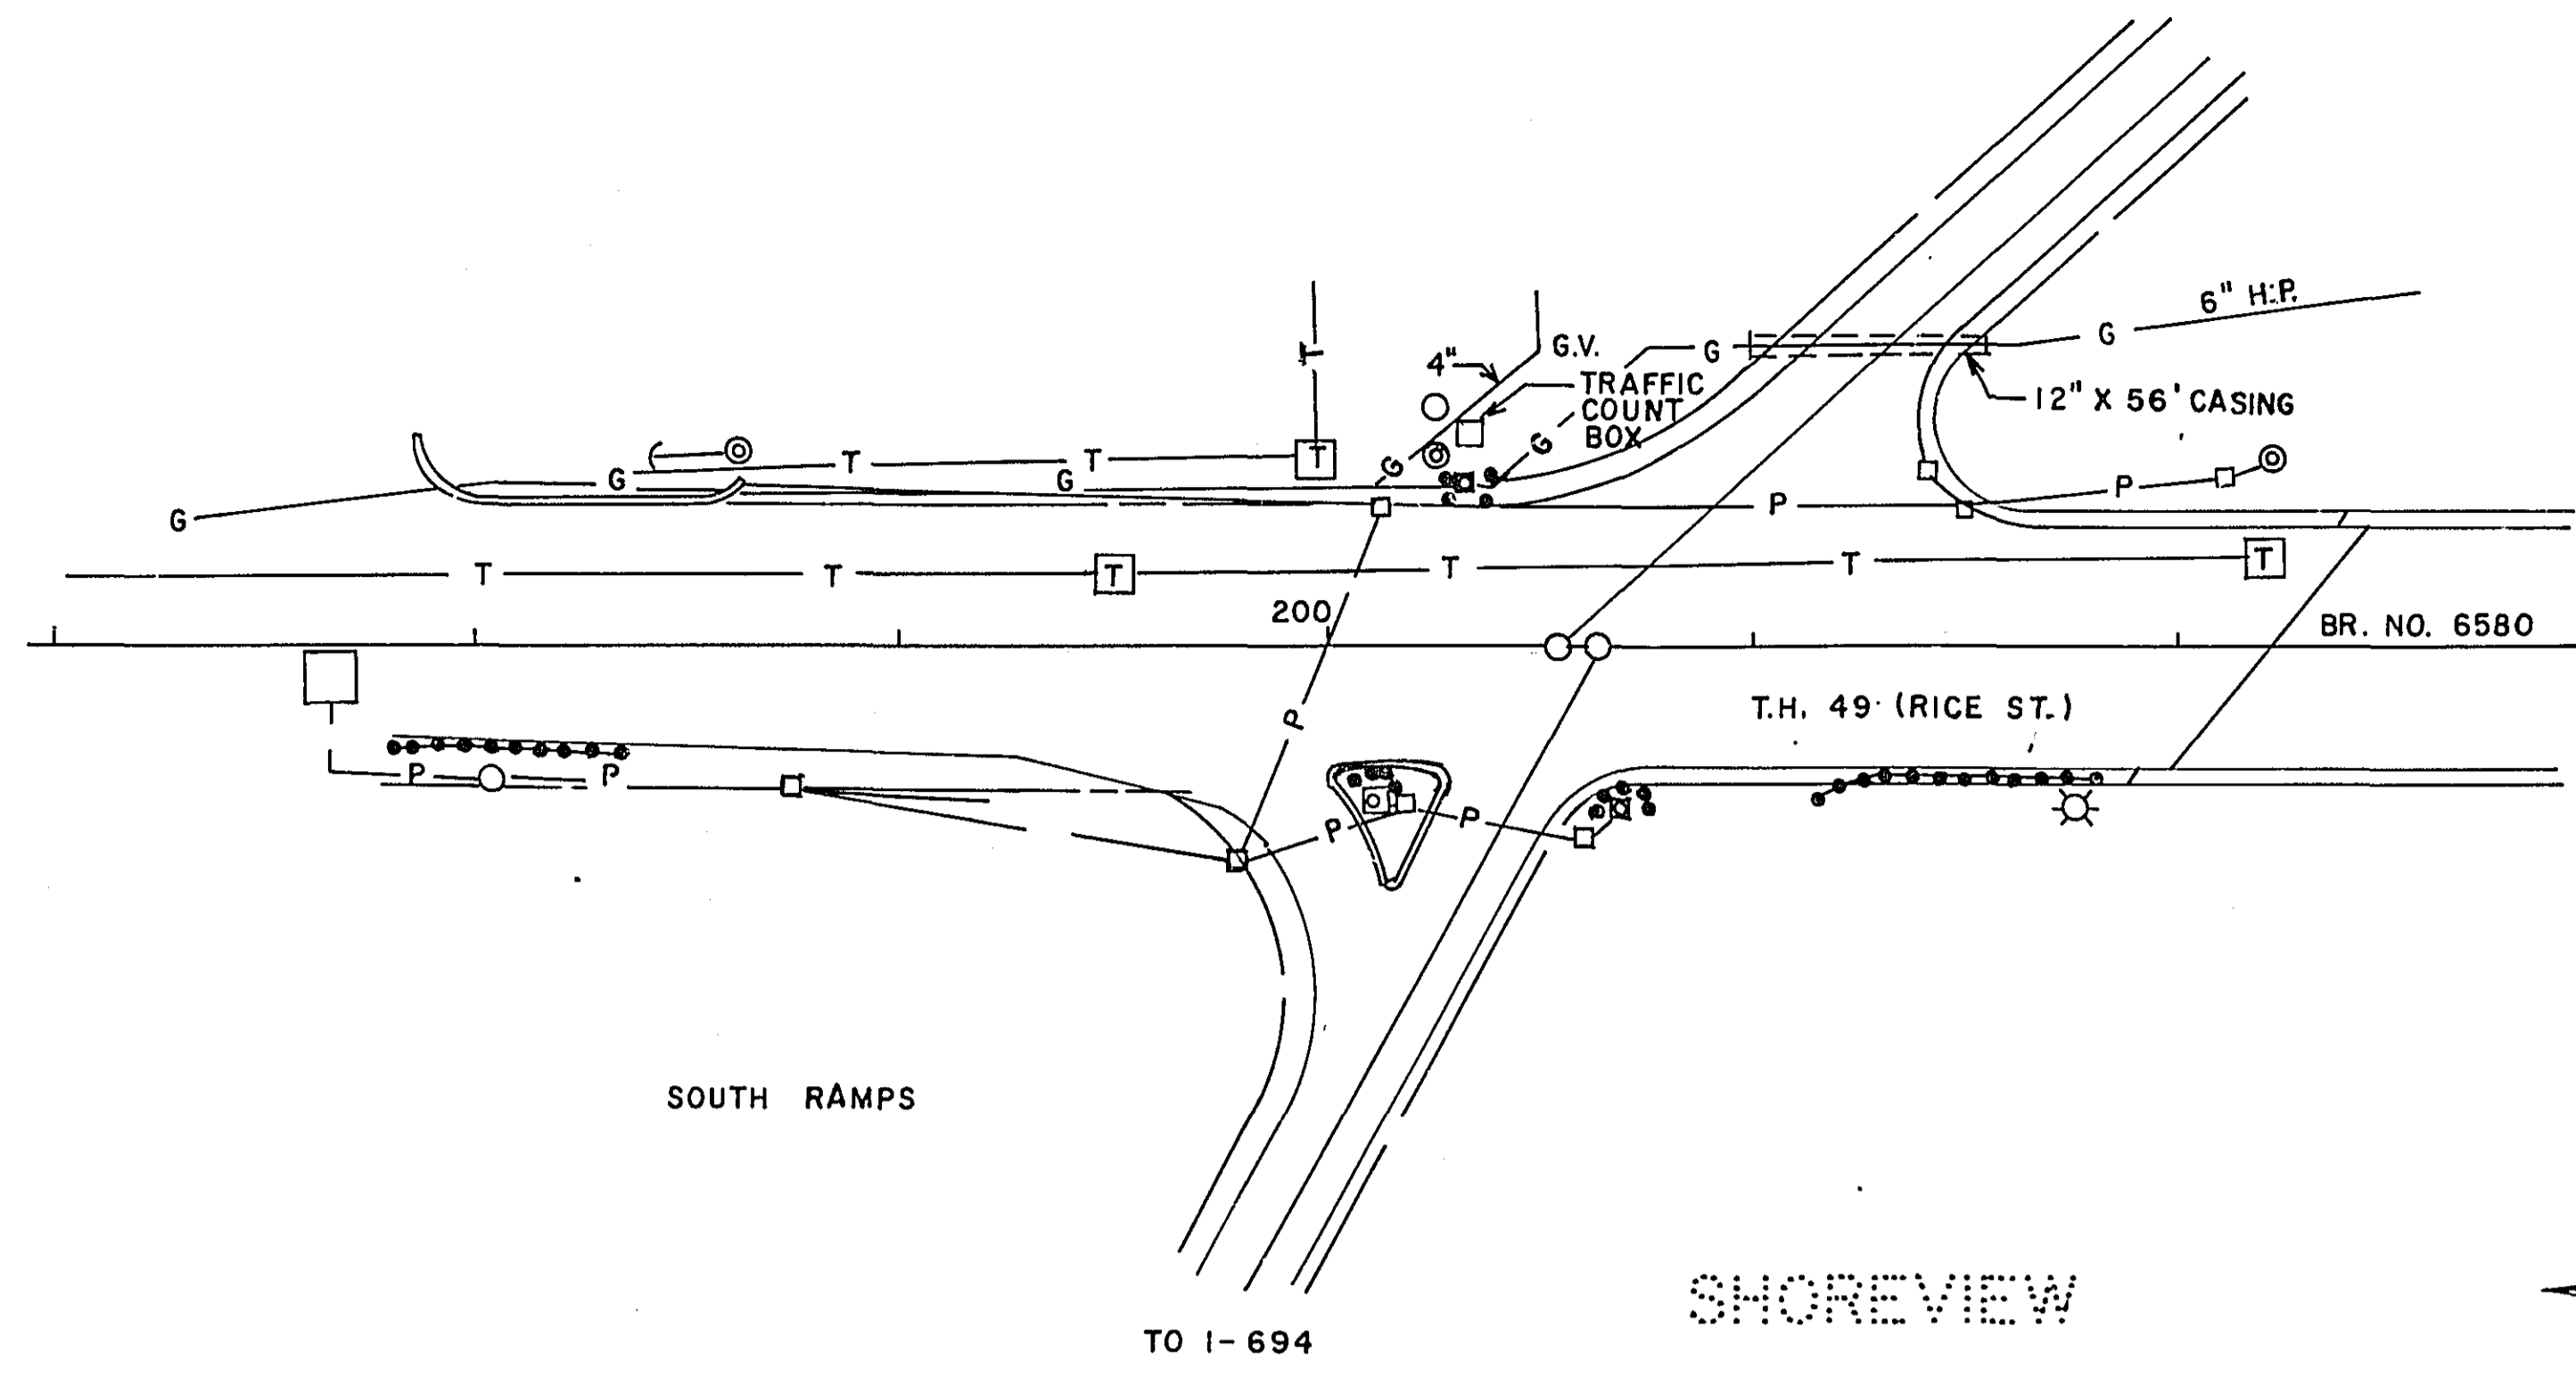 6" H.P.
G
T
4"
G.V.
G
TRAFFIC
COUNT
BOX
12" X 56' CASING
G
T
T
T
G
G
G
P
P
G
T
T
T
T
T
T
200
BR. NO. 6580
P
T.H. 49 (RICE ST.)
P
P
P
P
SOUTH RAMPS
SHOREVIEW
TO I-694